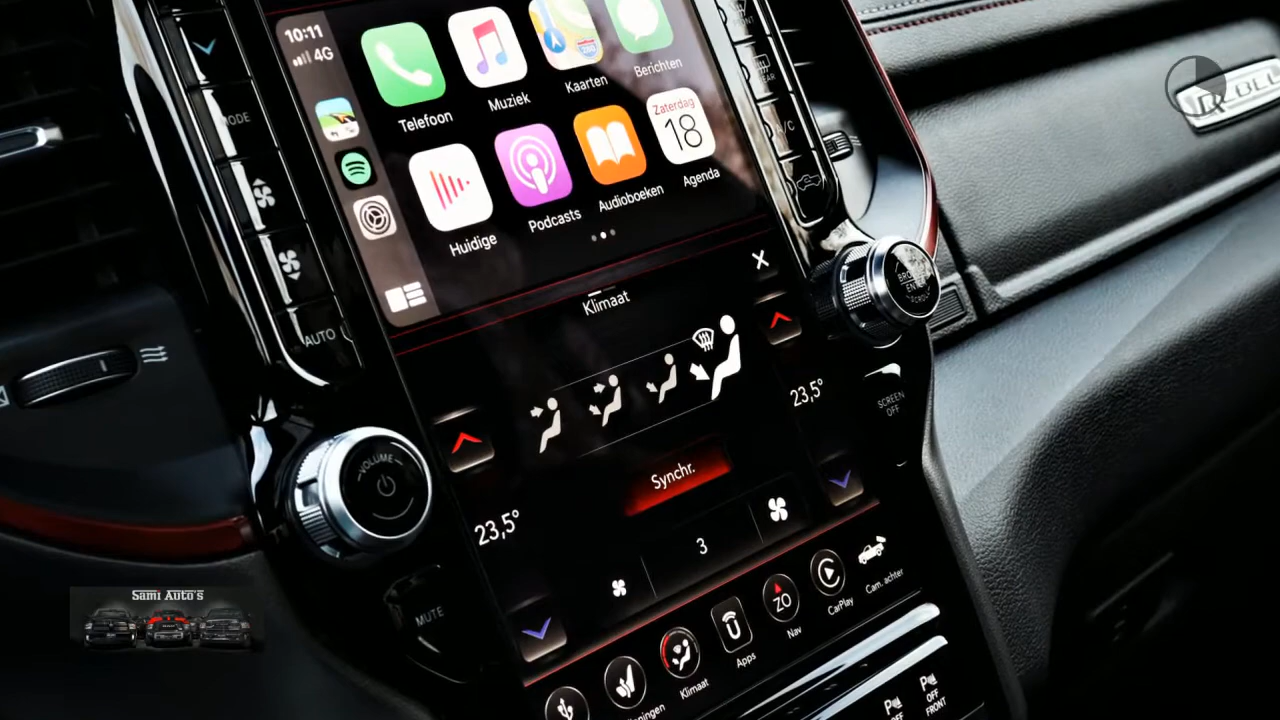 10:11
4G
Telefoon
Muziek
Kaarten
Berichten
Huidige
Podcasts
Audioboeken
Zaterdag
18
Agenda
AUTO
A/C
Klimaat
23,5°
23,5°
Synchr.
3
VOLUME
MUTE
SCREEN
OFF
Klimaat
Apps
ZO
Nav
CarPlay
Cam. achter
OFF
OFF
FRONT
Sami Auto's